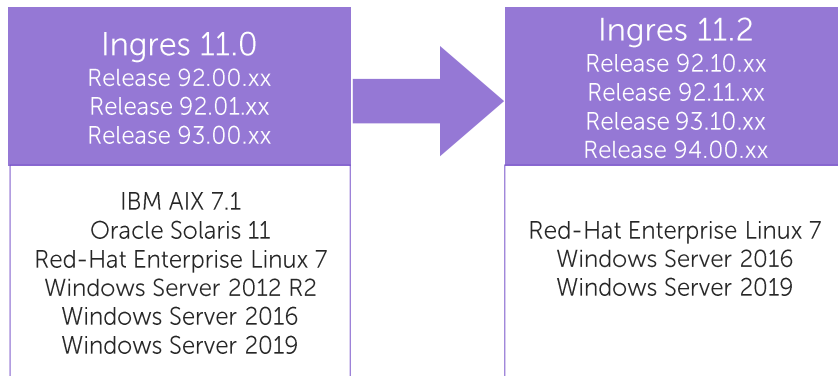 Ingres 11.0
Release 92.00.xx
Release 92.01.xx
Release 93.00.xx
IBM AIX 7.1
Oracle Solaris 11
Red-Hat Enterprise Linux 7
Windows Server 2012 R2
Windows Server 2016
Windows Server 2019
Ingres 11.2
Release 92.10.xx
Release 92.11.xx
Release 93.10.xx
Release 94.00.xx
Red-Hat Enterprise Linux 7
Windows Server 2016
Windows Server 2019